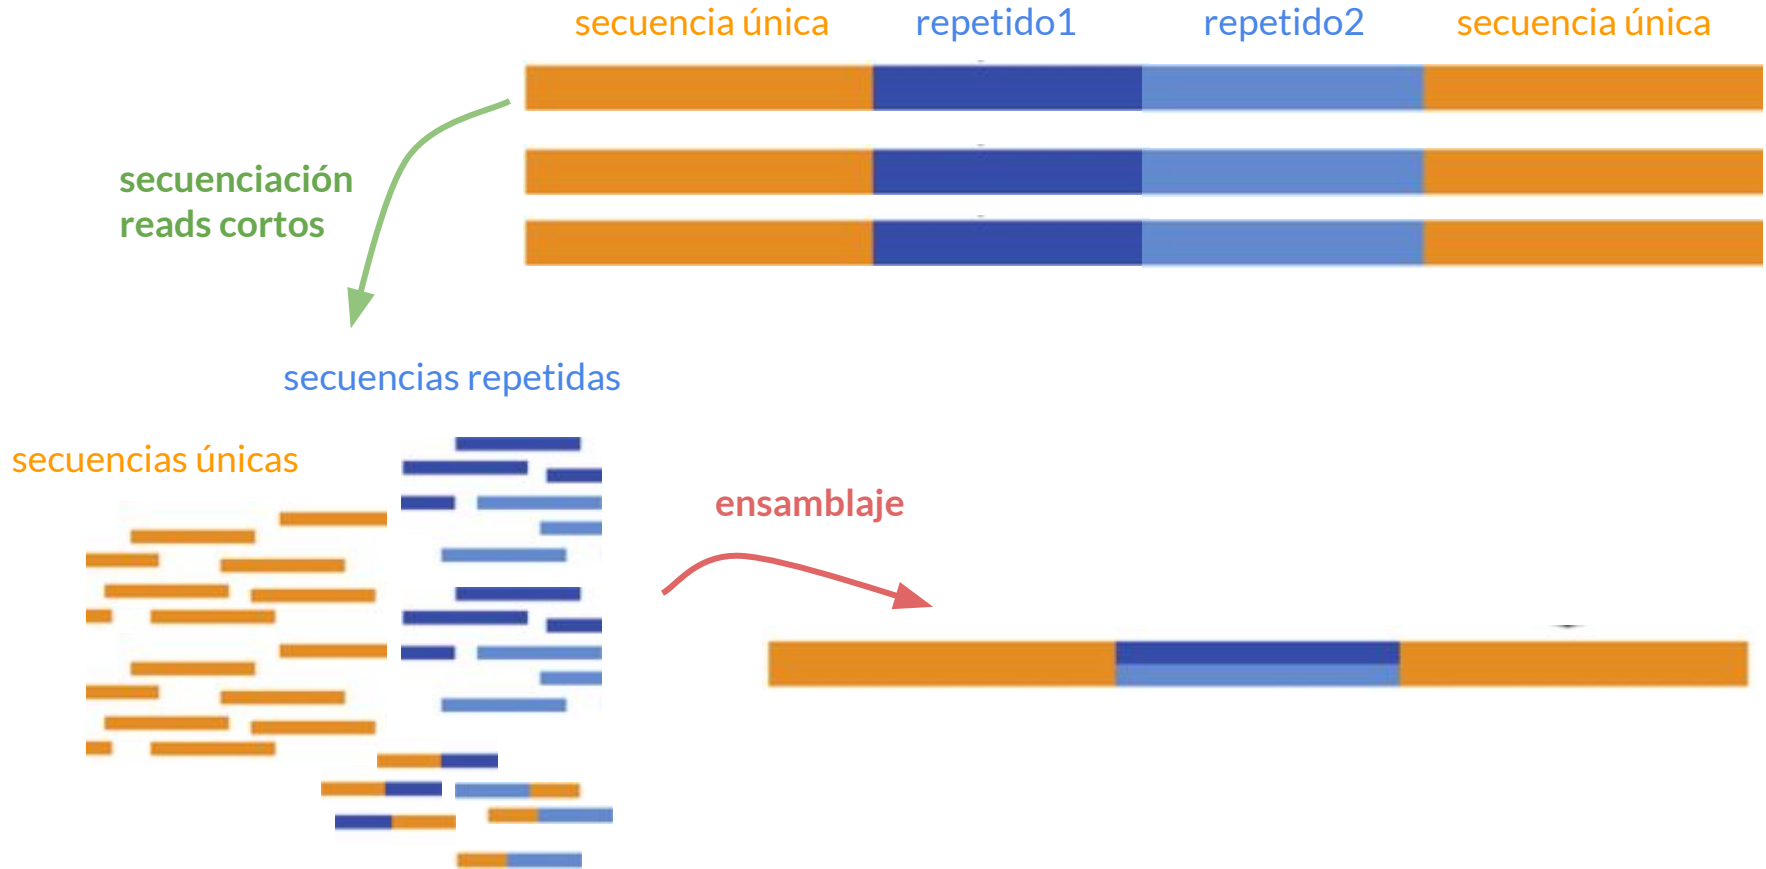 secuencia única
repetido1
repetido2
secuencia única
secuenciación
reads cortos
secuencias repetidas
secuencias únicas
ensamblaje